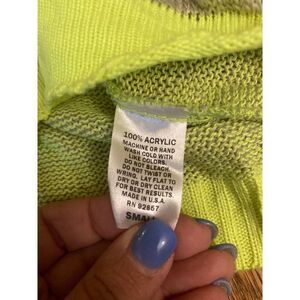 100% ACRYLIC
MACHINE OR HAND
WASH COLD WITH
LIKE COLORS.
DO NOT BLEACH.
DO NOT TWIST OR
WRING. LAY FLAT TO
DRY OR DRY CLEAN
FOR BEST RESULTS.
MADE IN U.S.A.
RN 92657
SMALL